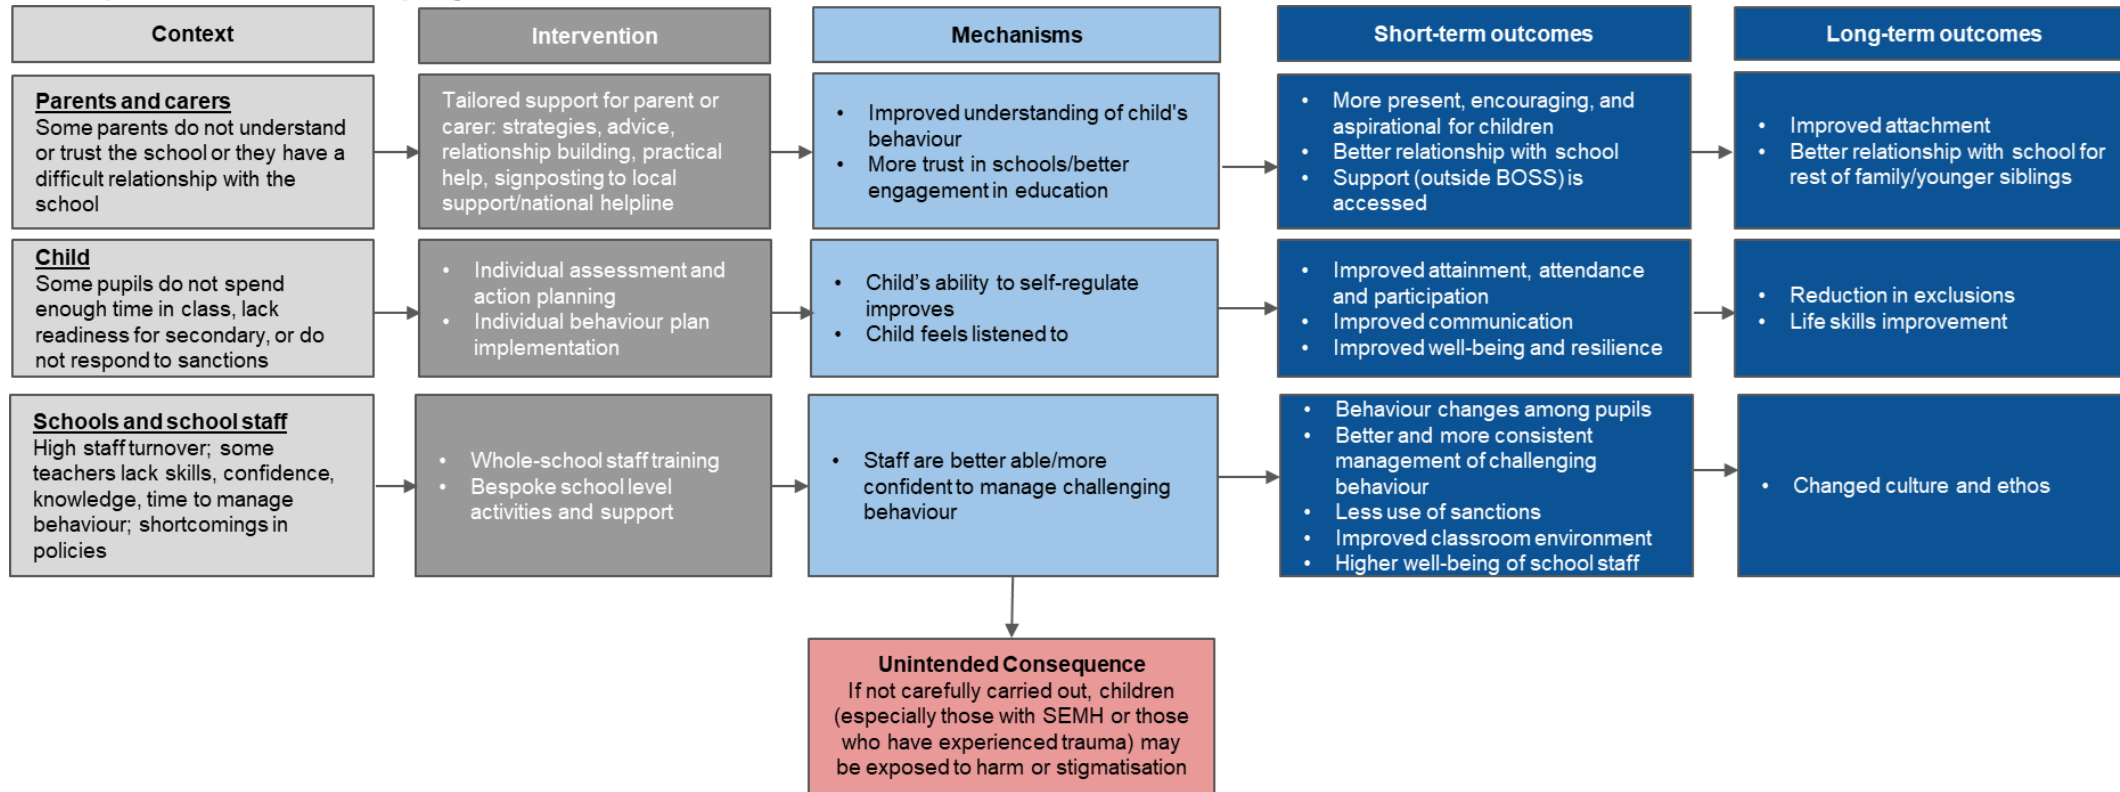 Context
Intervention
Mechanisms
Short-term outcomes
Long-term outcomes
Parents and carers
Some parents do not understand
or trust the school or they have a
difficult relationship with the
school
Tailored support for parent or
carer: strategies, advice,
relationship building, practical
help, signposting to local
support/national helpline
• Improved understanding of child's
behaviour
• More trust in schools/better
engagement in education
• More present, encouraging, and
aspirational for children
• Better relationship with school
• Support (outside BOSS) is
accessed
• Improved attachment
• Better relationship with school for
rest of family/younger siblings
Child
Some pupils do not spend
enough time in class, lack
readiness for secondary, or do
not respond to sanctions
• Individual assessment and
action planning
• Individual behaviour plan
implementation
• Child’s ability to self-regulate
improves
• Child feels listened to
• Improved attainment, attendance
and participation
• Improved communication
• Improved well-being and resilience
• Reduction in exclusions
• Life skills improvement
Schools and school staff
High staff turnover; some
teachers lack skills, confidence,
knowledge, time to manage
behaviour; shortcomings in
policies
• Whole-school staff training
• Bespoke school level
activities and support
• Staff are better able/more
confident to manage challenging
behaviour
• Behaviour changes among pupils
• Better and more consistent
management of challenging
behaviour
• Less use of sanctions
• Improved classroom environment
• Higher well-being of school staff
• Changed culture and ethos
Unintended Consequence
If not carefully carried out, children
(especially those with SEMH or those
who have experienced trauma) may
be exposed to harm or stigmatisation